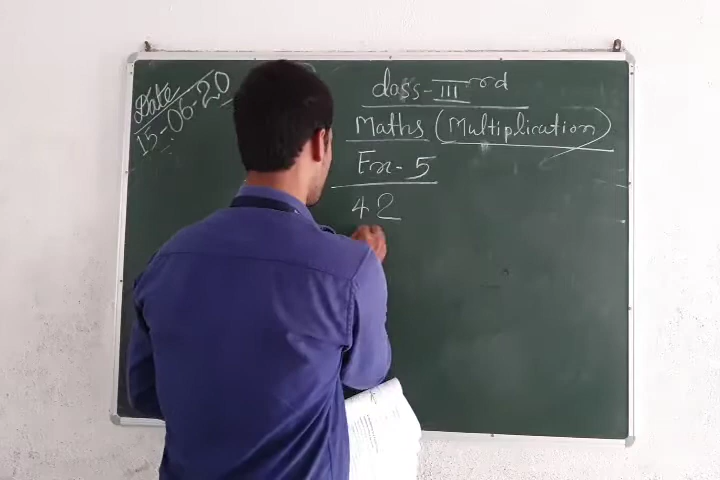 Date
15-06-20
class-IIIrd
Maths (Multiplication)
Ex-5
42